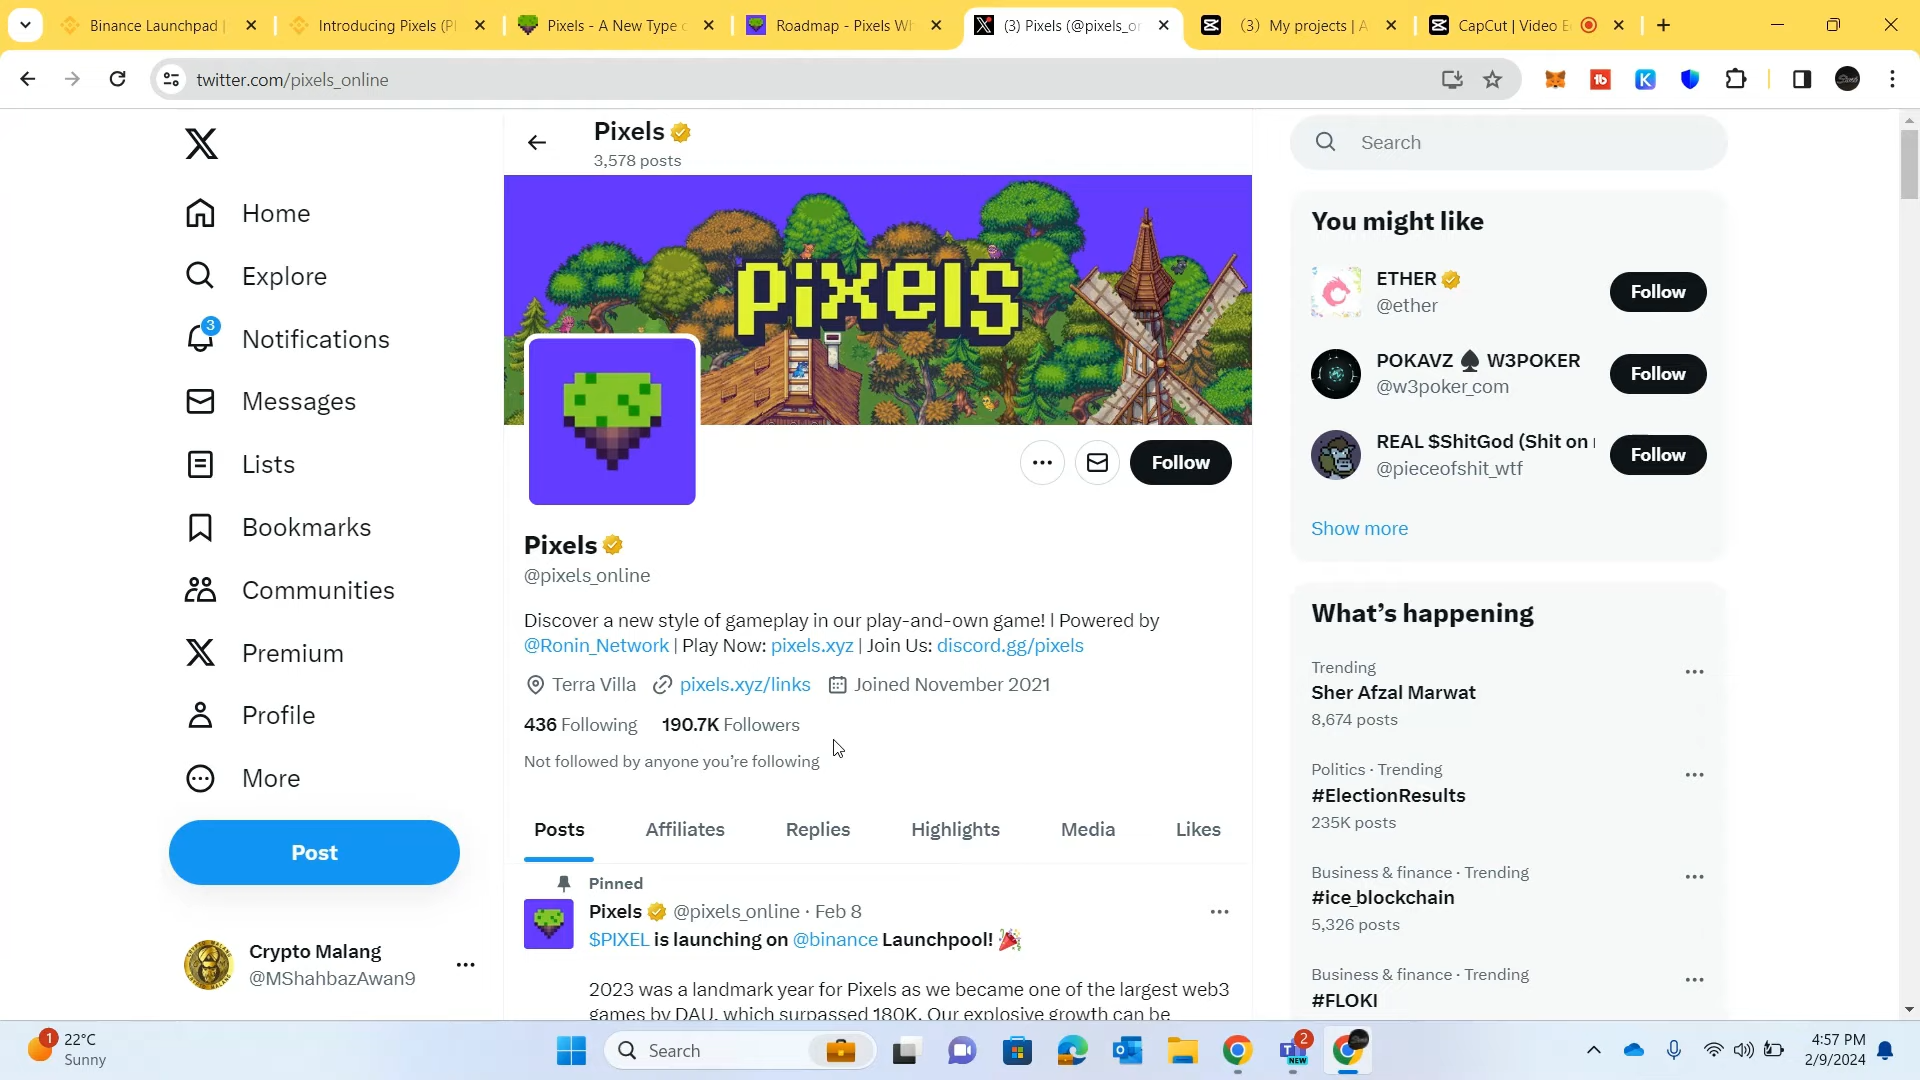 Binance Launchpad |
Introducing Pixels (PI
Pixels - A New Type o
Roadmap - Pixels Wh
(3) Pixels (@pixels_on
(3) My projects | A
CapCut | Video E
twitter.com/pixels_online
Home
Explore
3
Notifications
Messages
Lists
Bookmarks
Communities
Premium
Profile
More
Post
Crypto Malang
@MShahbazAwan9
Pixels
3,578 posts
pixels
Follow
Pixels
@pixels_online
Discover a new style of gameplay in our play-and-own game! | Powered by
@Ronin_Network | Play Now: pixels.xyz | Join Us: discord.gg/pixels
Terra Villa pixels.xyz/links Joined November 2021
436 Following 190.7K Followers
Not followed by anyone you're following
Posts Affiliates Replies Highlights Media Likes
Pinned
Pixels @pixels_online · Feb 8
$PIXEL is launching on @binance Launchpool!
2023 was a landmark year for Pixels as we became one of the largest web3
games by DAU, which surpassed 180K. Our explosive growth can be
Search
You might like
ETHER
@ether
Follow
POKAVZ ♠ W3POKER
@w3poker_com
Follow
REAL $ShitGod (Shit on
@pieceofshit_wtf
Follow
Show more
What's happening
Trending
Sher Afzal Marwat
8,674 posts
Politics · Trending
#ElectionResults
235K posts
Business & finance · Trending
#ice_blockchain
5,326 posts
Business & finance · Trending
#FLOKI
1
22°C
Sunny
Search
2
NEW
4:57 PM
2/9/2024